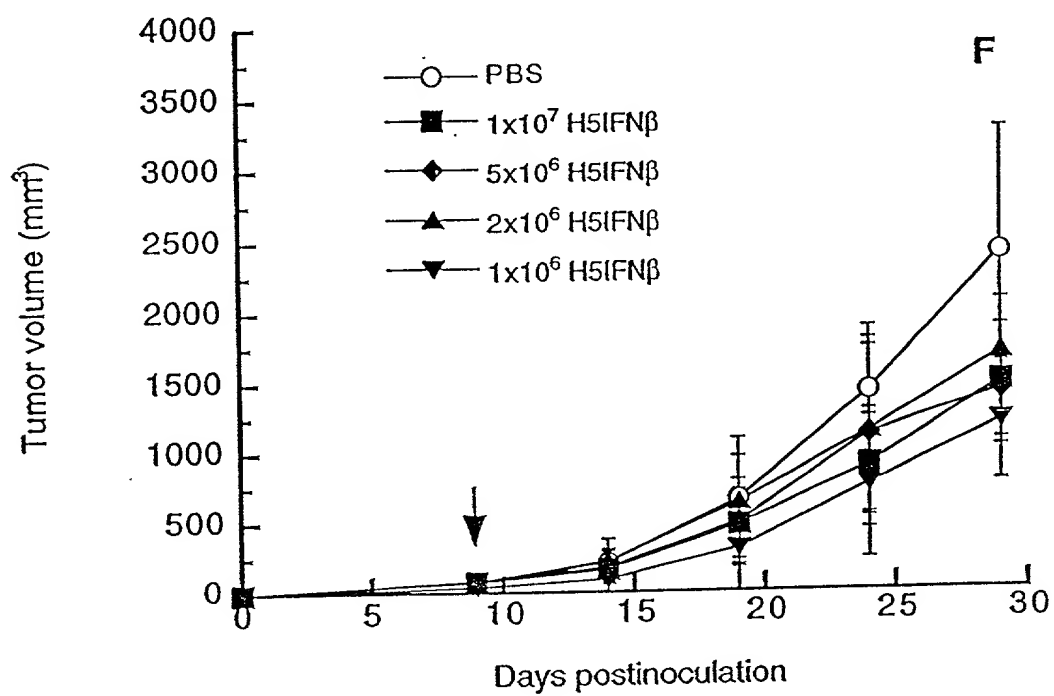 F
4000
3500
3000
2500
2000
1500
1000
500
0
Tumor volume (mm³)
PBS
1x10⁷ H5IFNβ
5x10⁶ H5IFNβ
2x10⁶ H5IFNβ
1x10⁶ H5IFNβ
0 5 10 15 20 25 30
Days postinoculation